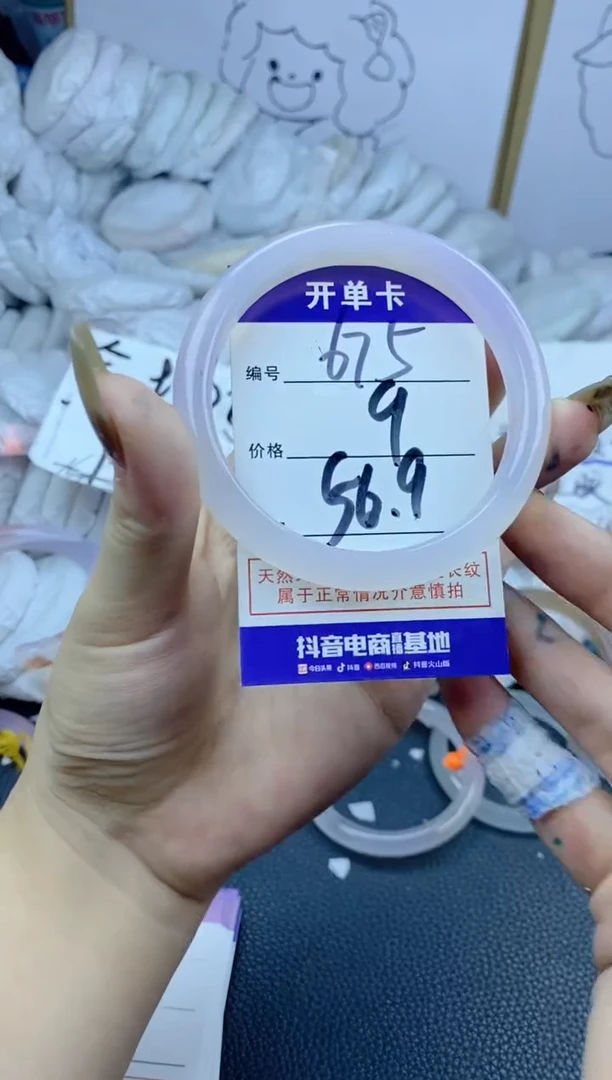 开单卡
编号 675
9
价格
56.9
天然 长纹
属于正常情况介意慎拍
抖音电商直播基地
今日头条 抖音 西瓜视频 抖音火山版